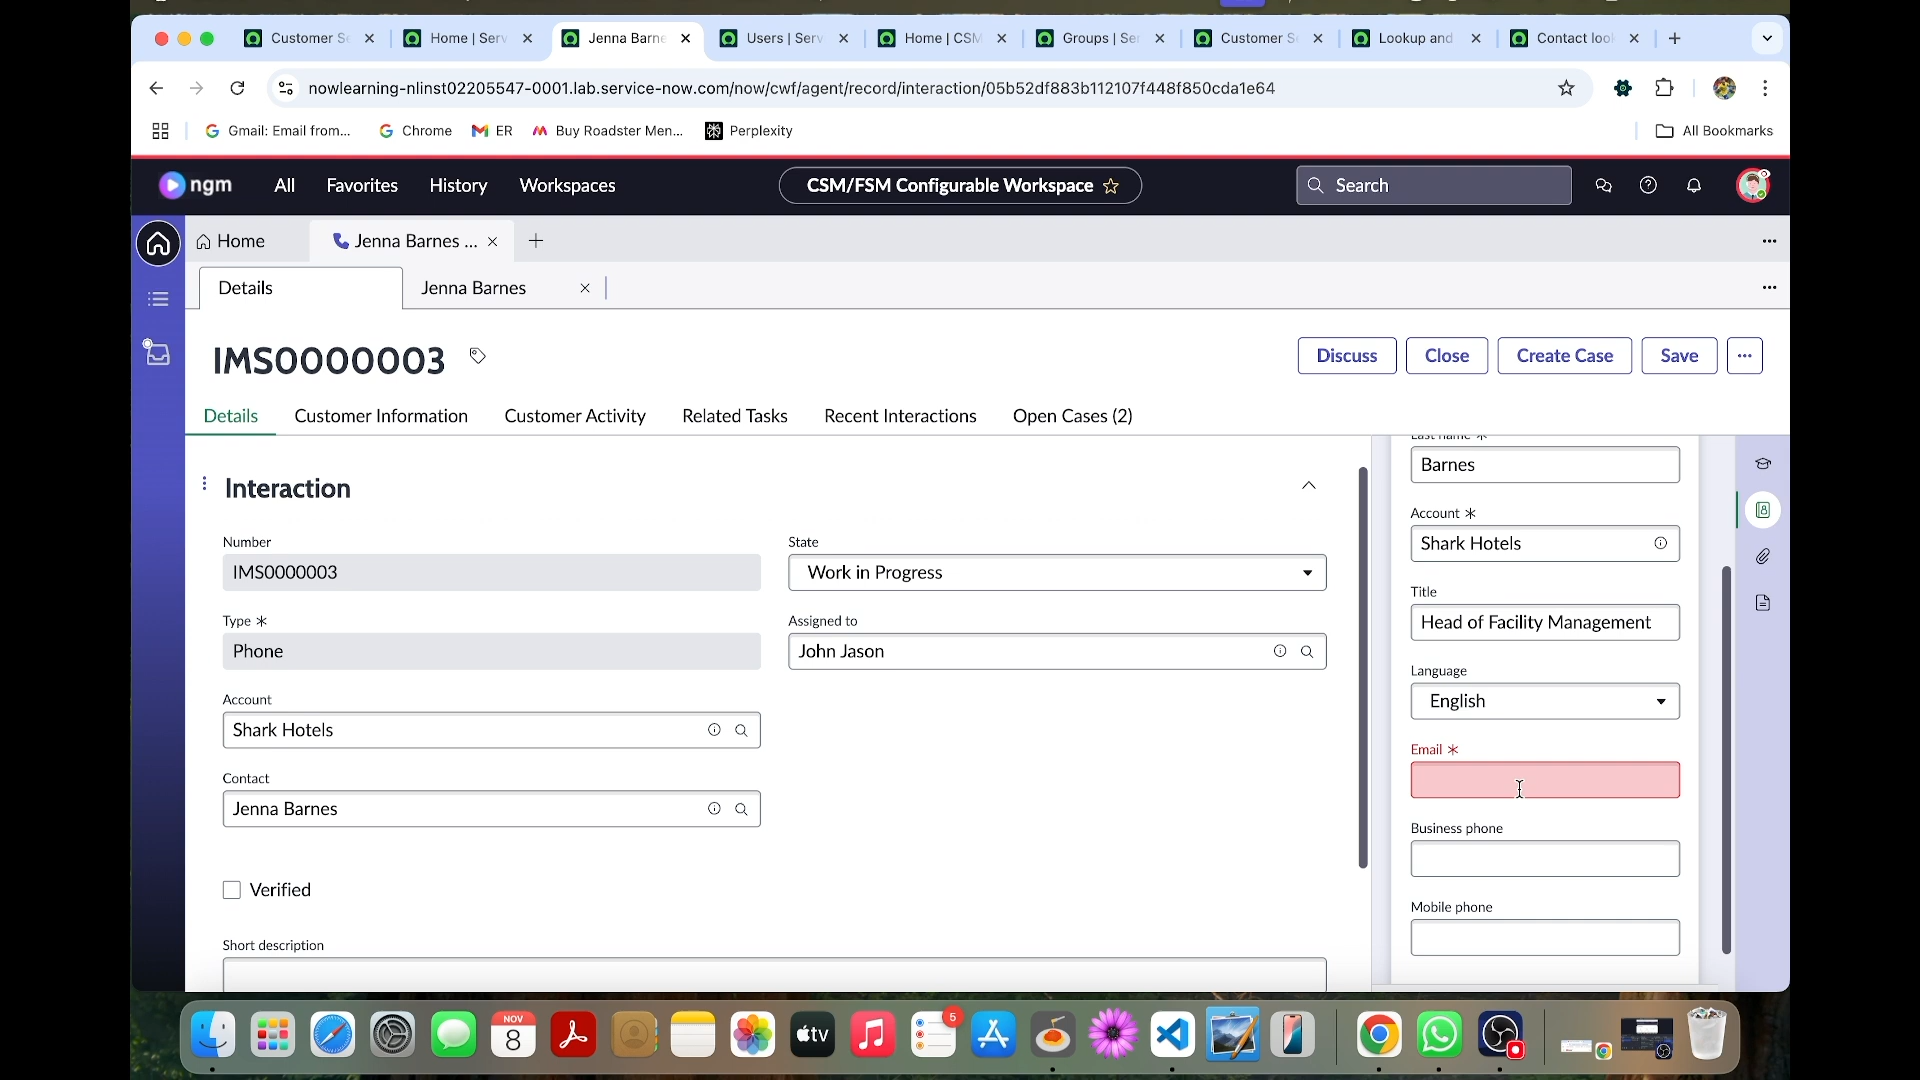 Customer S
Home | Serv
Jenna Barne
Users | Serv
Home | CSM
Groups | Se
Customer S
Lookup and
Contact loo
nowlearning-nlinst02205547-0001.lab.service-now.com/now/cwf/agent/record/interaction/05b52df883b112107f448f850cda1e64
Gmail: Email from...
Chrome
ER
Buy Roadster Men...
Perplexity
All Bookmarks
ngm
All
Favorites
History
Workspaces
CSM/FSM Configurable Workspace
Search
Home
Jenna Barnes ...
Details
Jenna Barnes
IMS0000003
Discuss
Close
Create Case
Save
Details
Customer Information
Customer Activity
Related Tasks
Recent Interactions
Open Cases (2)
Interaction
Number
IMS0000003
State
Work in Progress
Type *
Phone
Assigned to
John Jason
Account
Shark Hotels
Contact
Jenna Barnes
Verified
Short description
Last name *
Barnes
Account *
Shark Hotels
Title
Head of Facility Management
Language
English
Email *
Business phone
Mobile phone
NOV
8
tv
5